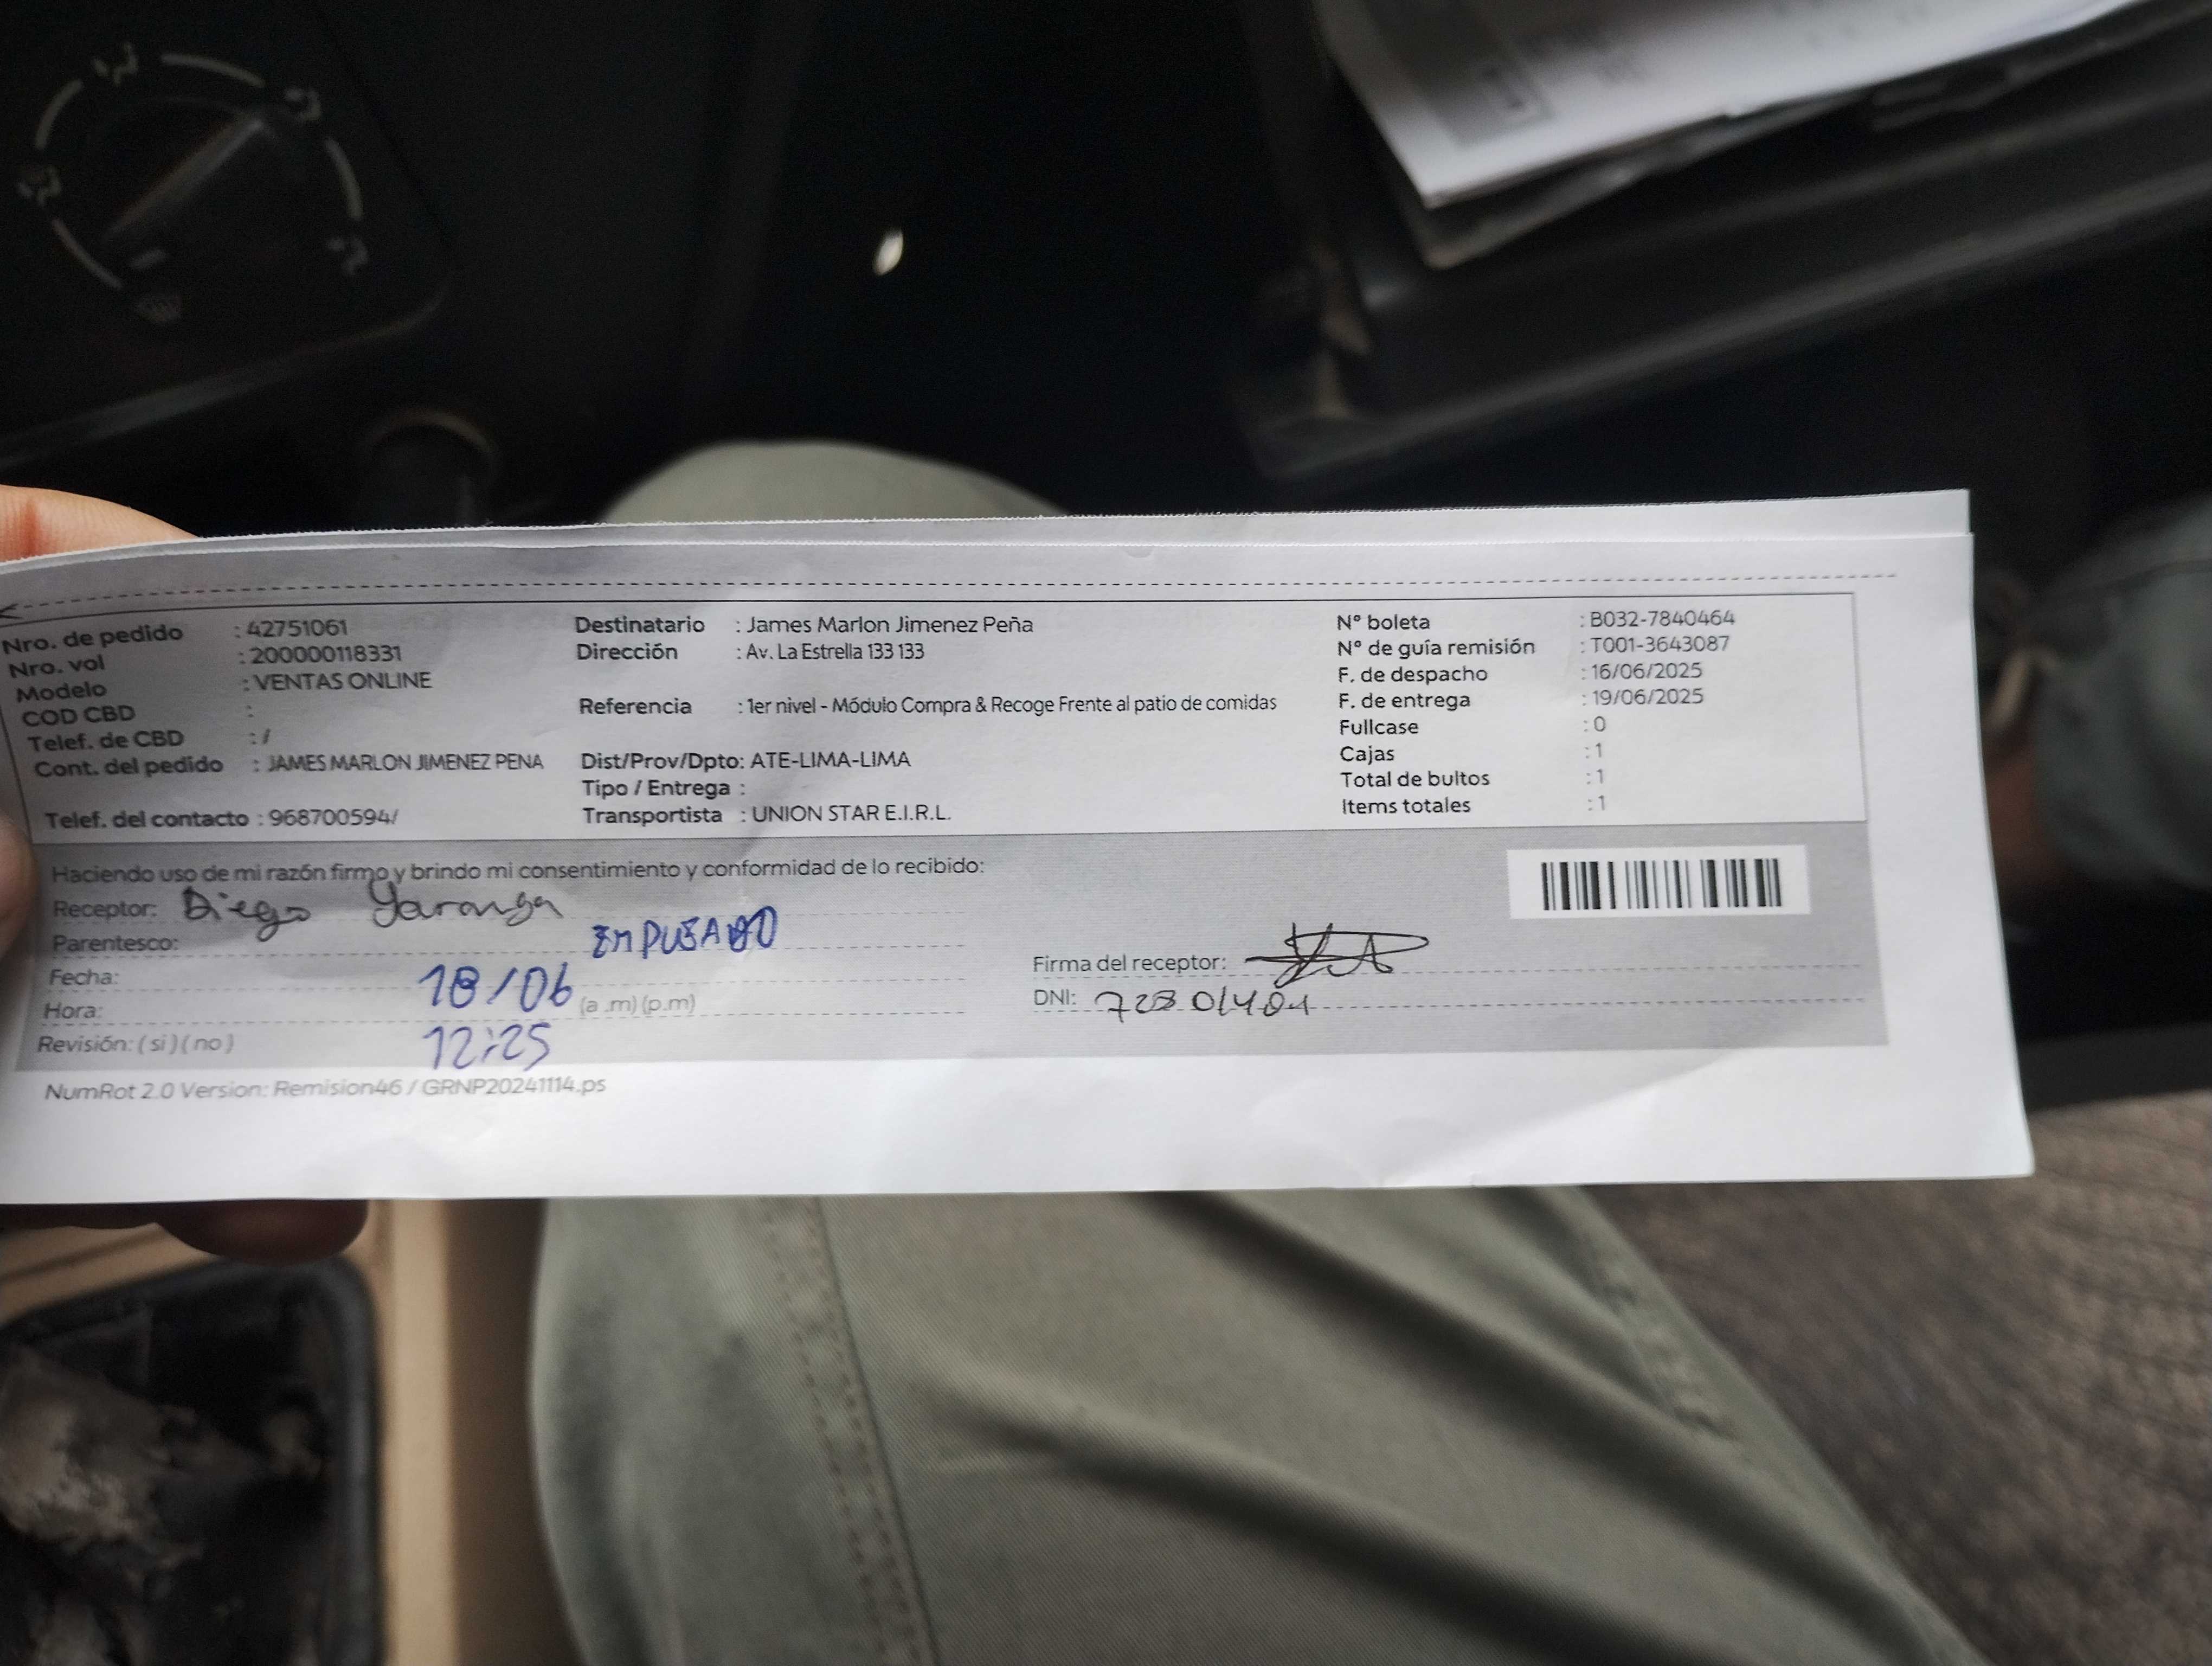 Nro. de pedido : 42751061
Nro. vol : 200000118331
Modelo : VENTAS ONLINE
COD CBD :
Telef. de CBD : /
Cont. del pedido : JAMES MARLON JIMENEZ PENA
Telef. del contacto : 968700594/
Destinatario : James Marlon Jimenez Peña
Dirección : Av. La Estrella 133 133
Referencia : 1er nivel - Módulo Compra & Recoge Frente al patio de comidas
Dist/Prov/Dpto: ATE-LIMA-LIMA
Tipo / Entrega :
Transportista : UNION STAR E.I.R.L.
Nº boleta : B032-7840464
Nº de guía remisión : T001-3643087
F. de despacho : 16/06/2025
F. de entrega : 19/06/2025
Fullcase : 0
Cajas : 1
Total de bultos : 1
Items totales : 1
Haciendo uso de mi razón firmo y brindo mi consentimiento y conformidad de lo recibido:
Receptor: Diego Yaranga
Parentesco: EMPLEADO
Fecha: 18/06
Hora: 12:25 (a .m) (p.m)
Revisión: ( si ) ( no )
Firma del receptor:
DNI: 72801401
NumRot 2.0 Version: Remision46 / GRNP20241114.ps